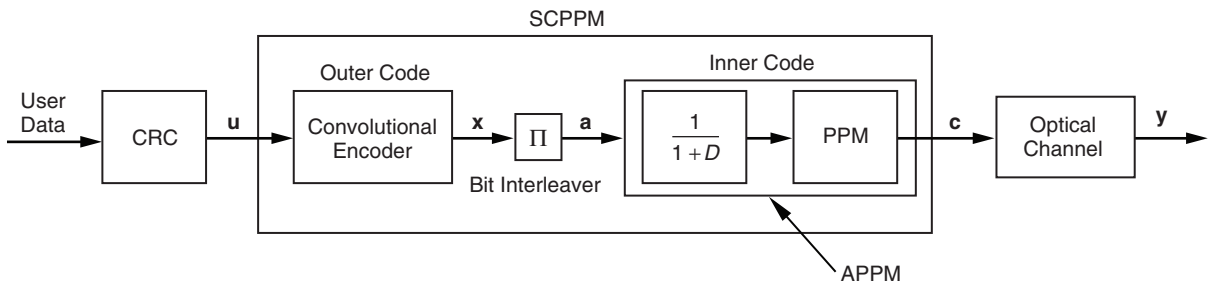 SCPPM
Outer Code
Inner Code
User
Data
CRC
u
Convolutional
Encoder
x
Π
a
Bit Interleaver
1
1 + D
PPM
c
Optical
Channel
y
APPM